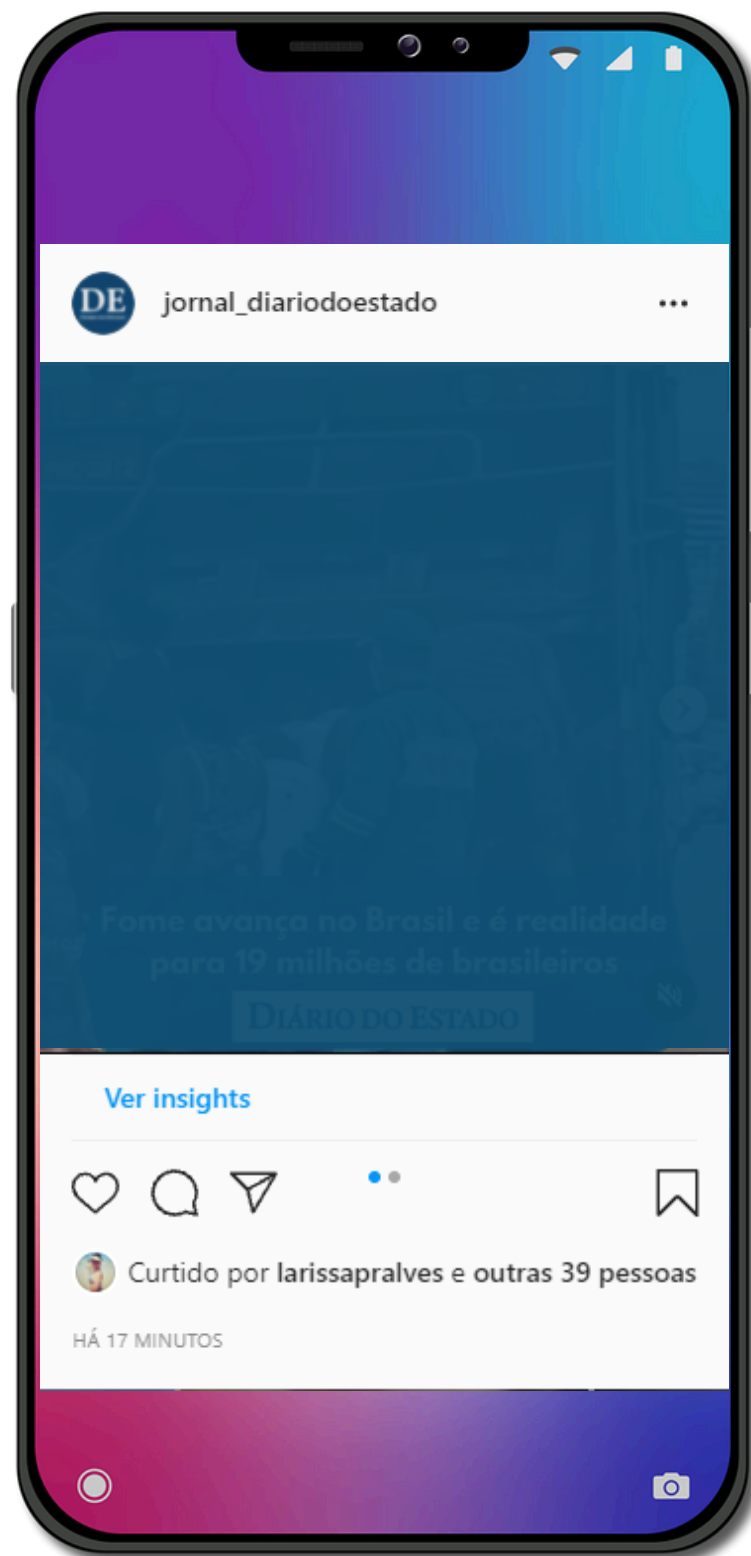 DE
jornal_diariodoestado
Fome avança no Brasil e é realidade
para 19 milhões de brasileiros
DIÁRIO DO ESTADO
Ver insights
Curtido por larissapralves e outras 39 pessoas
HÁ 17 MINUTOS